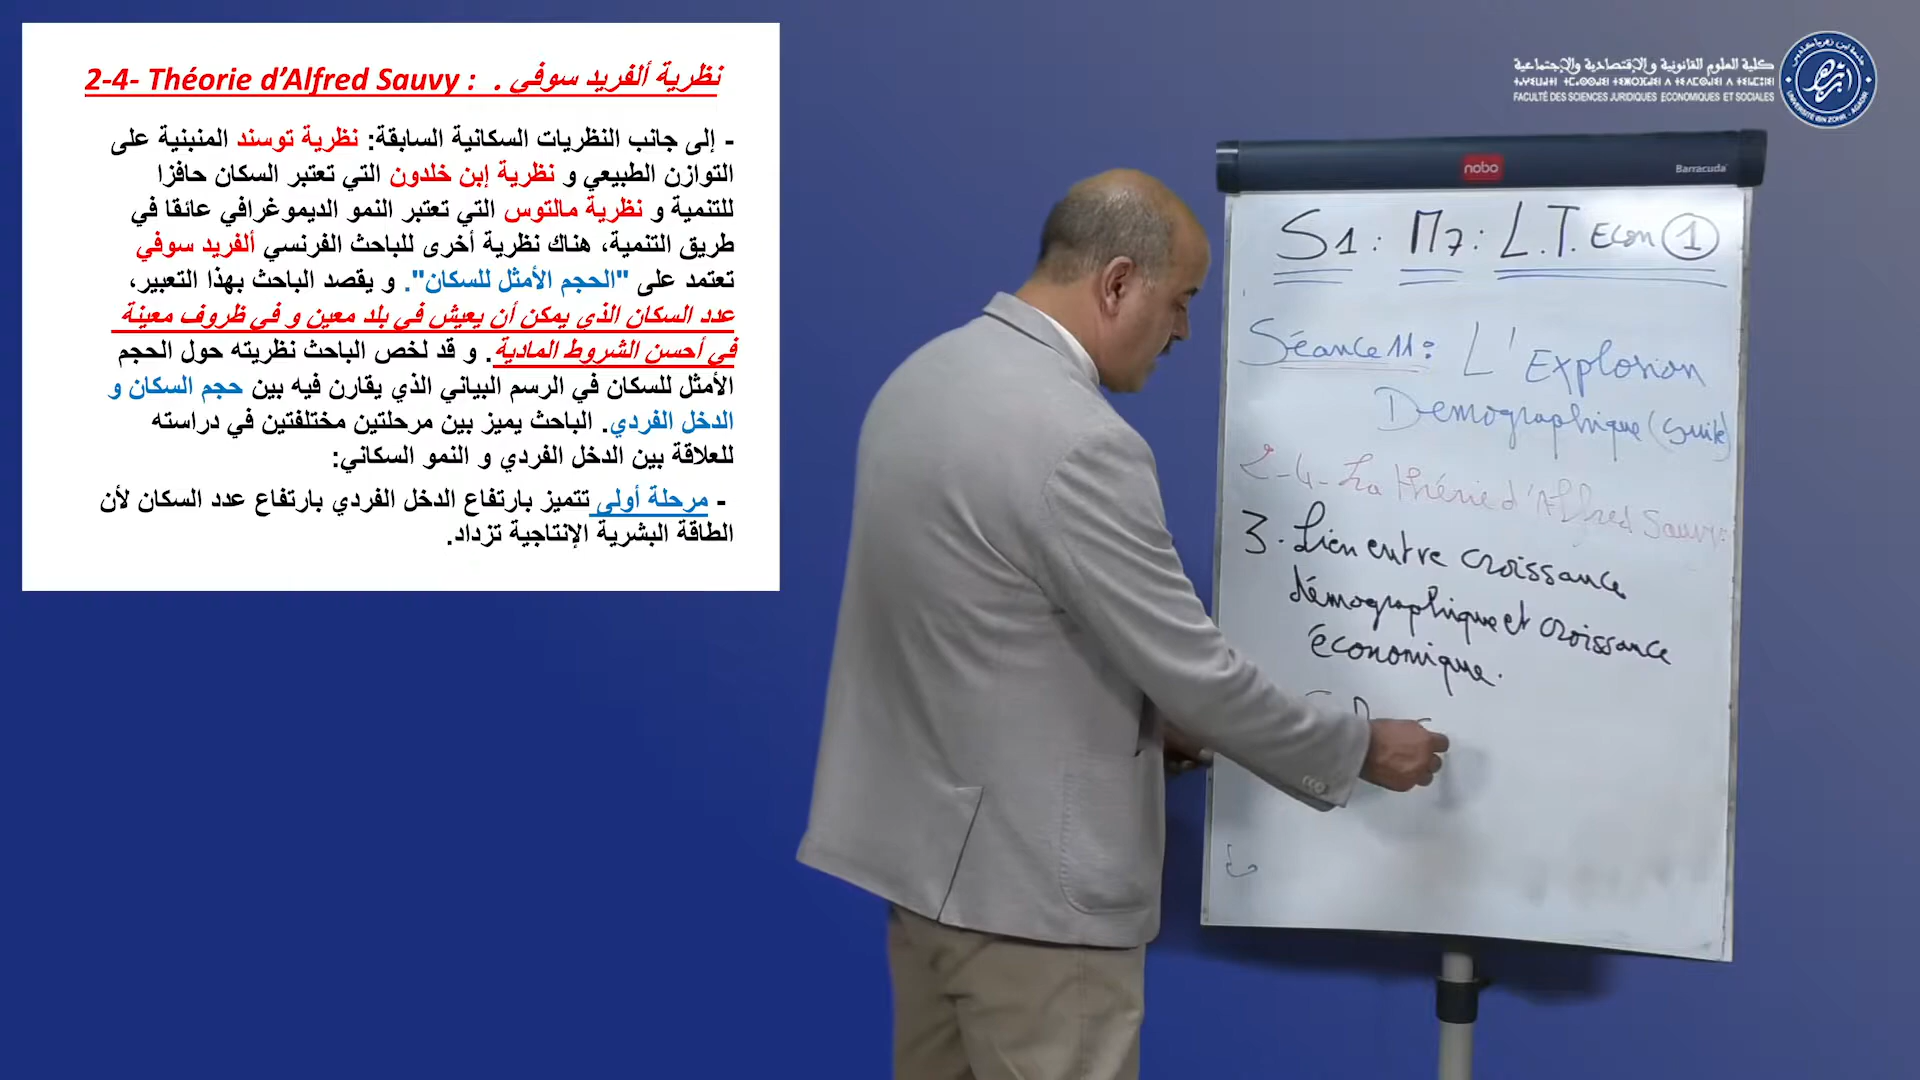 2-4- Théorie d'Alfred Sauvy : نظرية ألفريد سوفي .
- إلى جانب النظريات السكانية السابقة: نظرية توسند المنبنية على
التوازن الطبيعي و نظرية إبن خلدون التي تعتبر السكان حافزا
للتنمية و نظرية مالتوس التي تعتبر النمو الديموغرافي عائقا في
طريق التنمية، هناك نظرية أخرى للباحث الفرنسي ألفريد سوفي
تعتمد على "الحجم الأمثل للسكان". و يقصد الباحث بهذا التعبير،
عدد السكان الذي يمكن أن يعيش في بلد معين و في ظروف معينة
في أحسن الشروط المادية. و قد لخص الباحث نظريته حول الحجم
الأمثل للسكان في الرسم البياني الذي يقارن فيه بين حجم السكان و
الدخل الفردي. الباحث يميز بين مرحلتين مختلفتين في دراسته
للعلاقة بين الدخل الفردي و النمو السكاني:
- مرحلة أولى تتميز بارتفاع الدخل الفردي بارتفاع عدد السكان لأن
الطاقة البشرية الإنتاجية تزداد.
كلية العلوم القانونية والاقتصادية والاجتماعية
FACULTÉ DES SCIENCES JURIDIQUES ECONOMIQUES ET SOCIALES
nobo
Barracuda
S1 : M7 : L.T. Econ 1
Séance 11 : L'Explosion
Demographique (suite)
2-4- La théorie d'Alfred Sauvy :
3. Lien entre croissance
démographique et croissance
économique.